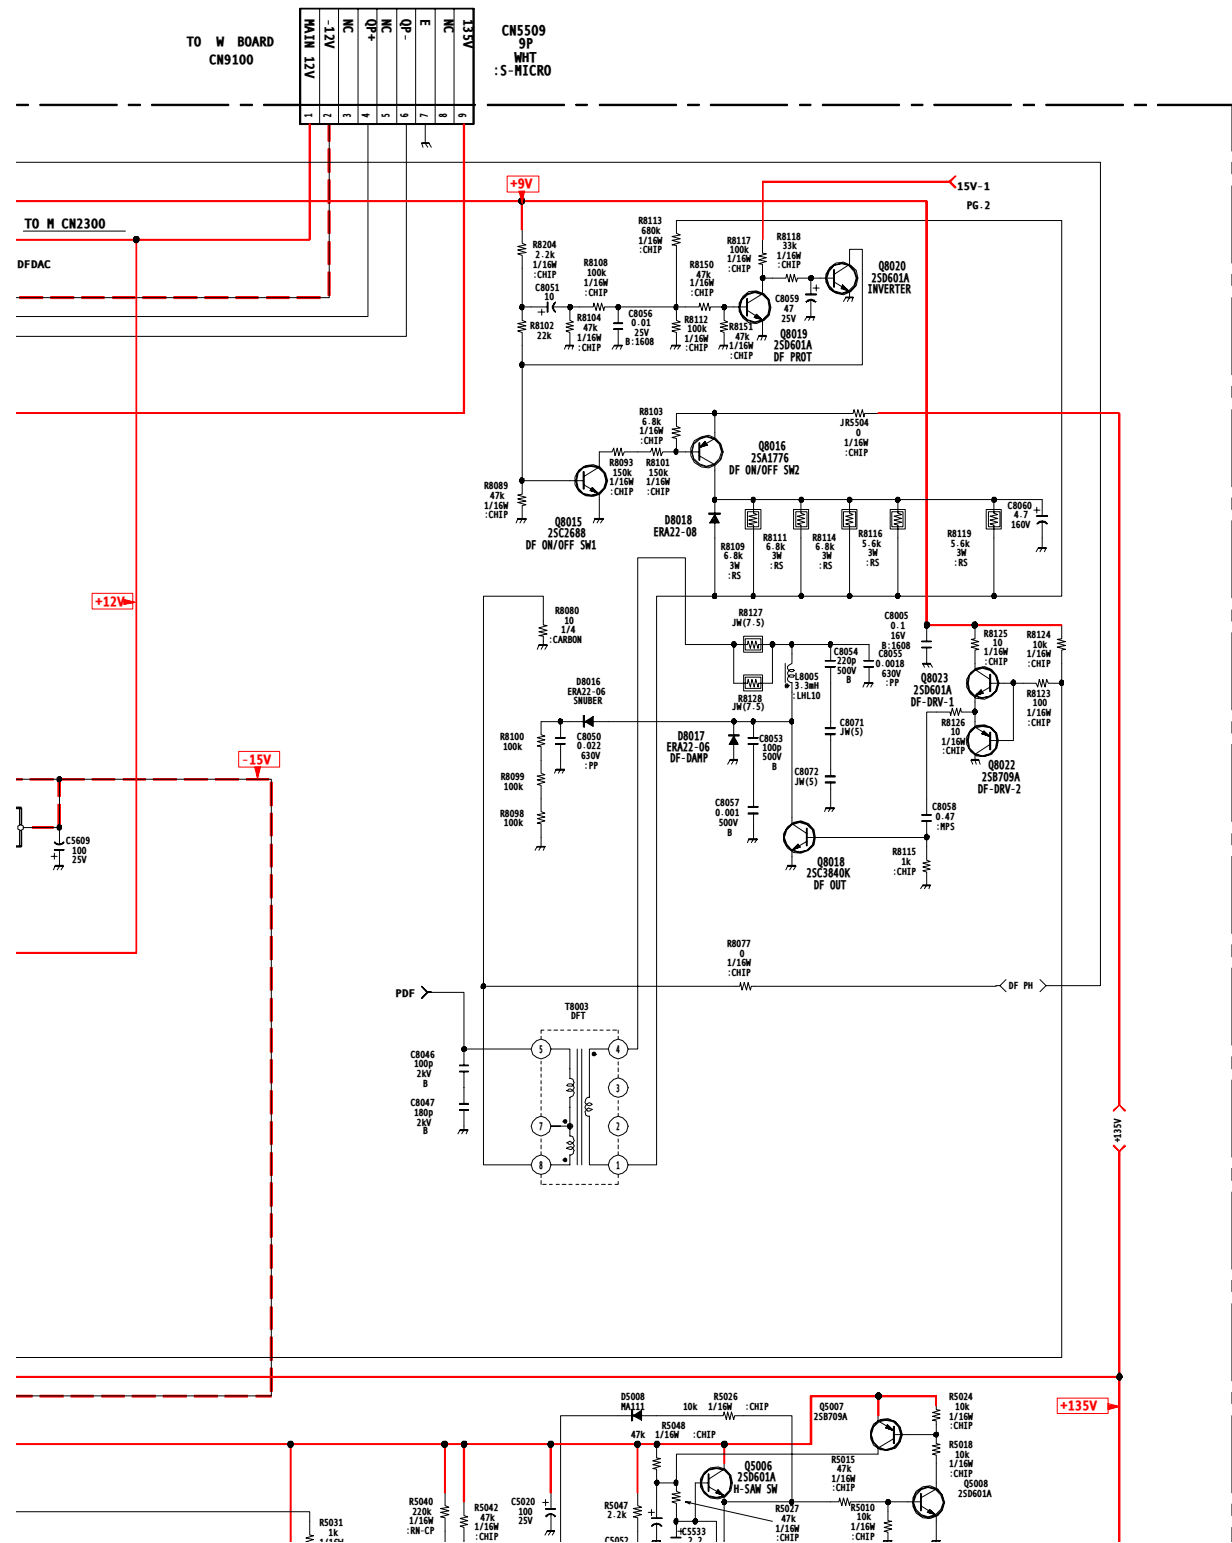 TO W BOARD
CN9100
MAIN 12V
-12V
NC
QP+
NC
QP-
E
NC
135V
1
2
3
4
5
6
7
8
9
CN5509
9P
WHT
:S-MICRO
+9V
15V-1
PG.2
TO M CN2300
DFDAC
R8204
2.2k
1/16W
:CHIP
C8051
10
R8108
100k
1/16W
:CHIP
R8113
680k
1/16W
:CHIP
R8150
47k
1/16W
:CHIP
R8117
100k
1/16W
:CHIP
R8118
33k
1/16W
:CHIP
Q8020
2SD601A
INVERTER
R8102
22k
R8104
47k
1/16W
:CHIP
C8056
0.01
25V
B:1608
R8112
100k
1/16W
:CHIP
R8151
47k
1/16W
:CHIP
C8059
47
25V
Q8019
2SD601A
DF PROT
R8103
6.8k
1/16W
:CHIP
JR5504
0
1/16W
:CHIP
Q8016
2SA1776
DF ON/OFF SW2
R8093
150k
1/16W
:CHIP
R8101
150k
1/16W
:CHIP
R8089
47k
1/16W
:CHIP
Q8015
2SC2688
DF ON/OFF SW1
D8018
ERA22-08
R8109
6.8k
3W
:RS
R8111
6.8k
3W
:RS
R8114
6.8k
3W
:RS
R8116
5.6k
3W
:RS
R8119
5.6k
3W
:RS
C8060
4.7
160V
+12V
R8080
10
1/4
:CARBON
R8127
JW(7.5)
R8128
JW(7.5)
L8005
3.3mH
:LHL10
C8054
220p
500V
B
C8055
0.0018
630V
:PP
C8005
0.1
16V
B:1608
R8125
10
1/16W
:CHIP
R8124
10k
1/16W
:CHIP
Q8023
2SD601A
DF-DRV-1
R8123
100
1/16W
:CHIP
R8126
10
1/16W
:CHIP
Q8022
2SB709A
DF-DRV-2
D8016
ERA22-06
SNUBER
R8100
100k
C8050
0.022
630V
:PP
D8017
ERA22-06
DF-DAMP
C8053
100p
500V
B
C8071
JW(5)
C8072
JW(5)
R8099
100k
R8098
100k
C8057
0.001
500V
B
C8058
0.47
:MPS
R8115
1k
:CHIP
Q8018
2SC3840K
DF OUT
-15V
C5609
100
25V
R8077
0
1/16W
:CHIP
DF PH
PDF
T8003
DFT
C8046
100p
2kV
B
C8047
180p
2kV
B
5
7
8
4
3
2
1
+135V
+135V
D5008
MA111
R5026
10k 1/16W :CHIP
R5048
47k 1/16W :CHIP
Q5007
2SB709A
R5024
10k
1/16W
:CHIP
R5018
10k
1/16W
:CHIP
Q5006
2SD601A
H-SAW SW
R5015
47k
1/16W
:CHIP
Q5008
2SD601A
R5040
220k
1/16W
:RN-CP
R5042
47k
1/16W
:CHIP
C5020
100
25V
R5047
2.2k
C5052
C5533
2.2
R5027
47k
1/16W
:CHIP
R5010
10k
1/16W
:CHIP
R5031
1k
1/16W